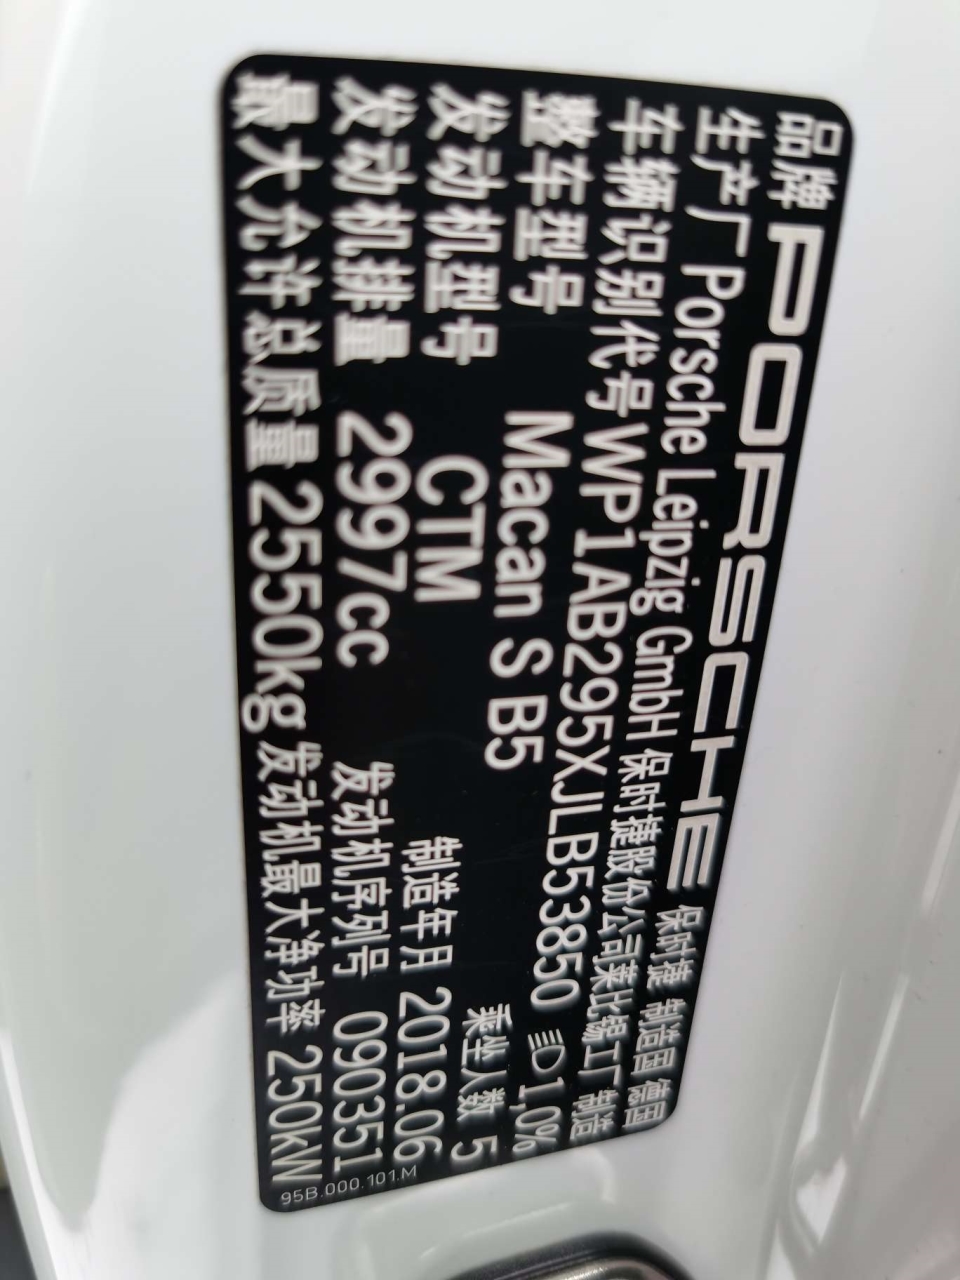 品牌 PORSCHE 保时捷 制造国 德国
生产厂 Porsche Leipzig GmbH 保时捷股份公司莱比锡工厂 制造
车辆识别代号 WP1AB295XJLB53850 1,0%
整车型号 Macan S B5 乘坐人数 5
发动机型号 CTM 制造年月 2018.06
发动机排量 2997cc 发动机序列号 090351
最大允许总质量 2550kg 发动机最大净功率 250kW
95B.000.101.M